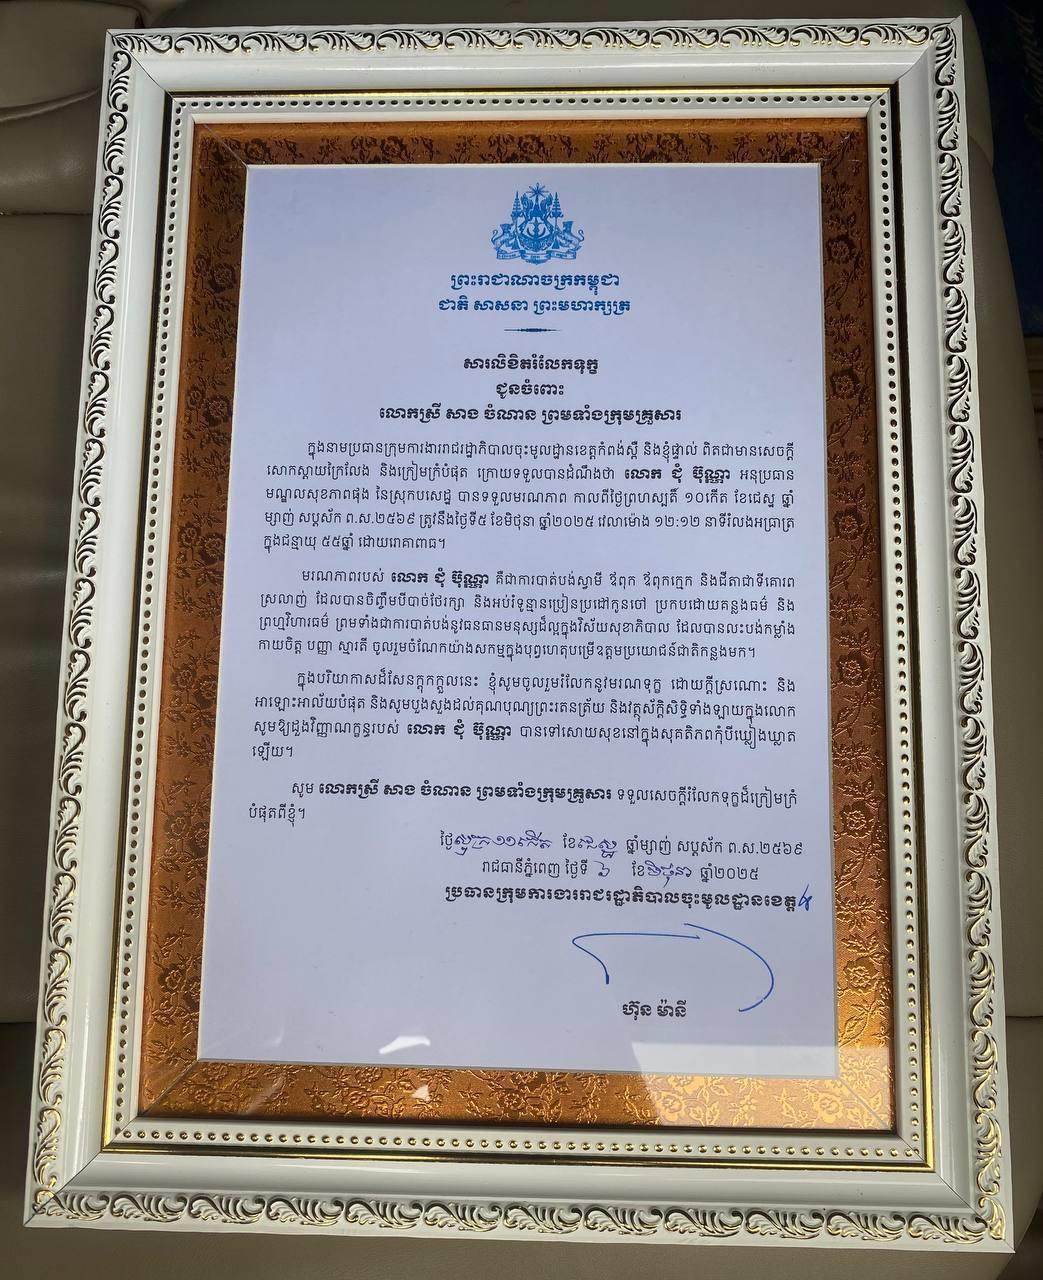 ព្រះរាជាណាចក្រកម្ពុជា
ជាតិ សាសនា ព្រះមហាក្សត្រ
សារលិខិតរំលែកទុក្ខ
ជូនចំពោះ
លោកស្រី សាង ចំណាន ព្រមទាំងក្រុមគ្រួសារ
ក្នុងនាមប្រធានក្រុមការងាររាជរដ្ឋាភិបាលចុះមូលដ្ឋានខេត្តកំពង់ស្ពឺ និងខ្ញុំផ្ទាល់ ពិតជាមានសេចក្តី
សោកស្តាយក្រៃលែង និងក្រៀមក្រំបំផុត ក្រោយទទួលបានដំណឹងថា លោក ជុំ ប៊ុណ្ណា អនុប្រធាន
មណ្ឌលសុខភាពផុង នៃស្រុកបសេដ្ឋ បានទទួលមរណភាព កាលពីថ្ងៃព្រហស្បតិ៍ ១០កើត ខែជេស្ឋ ឆ្នាំ
ម្សាញ់ សប្តស័ក ព.ស.២៥៦៩ ត្រូវនឹងថ្ងៃទី៥ ខែមិថុនា ឆ្នាំ២០២៥ វេលាម៉ោង ១២:១២ នាទីរំលងអធ្រាត្រ
ក្នុងជន្មាយុ ៥៥ឆ្នាំ ដោយរោគាពាធ។
មរណភាពរបស់ លោក ជុំ ប៊ុណ្ណា គឺជាការបាត់បង់ស្វាមី ឪពុក ឪពុកក្មេក និងជីតាជាទីគោរព
ស្រលាញ់ ដែលបានចិញ្ចឹមបីបាច់ថែរក្សា និងអប់រំទូន្មានប្រៀនប្រដៅកូនចៅ ប្រកបដោយគន្លងធម៌ និង
ព្រហ្មវិហារធម៌ ព្រមទាំងជាការបាត់បង់នូវធនធានមនុស្សដ៏ល្អក្នុងវិស័យសុខាភិបាល ដែលបានលះបង់កម្លាំង
កាយចិត្ត បញ្ញា ស្មារតី ចូលរួមចំណែកយ៉ាងសកម្មក្នុងបុព្វហេតុបម្រើឧត្តមប្រយោជន៍ជាតិកន្លងមក។
ក្នុងបរិយាកាសដ៏សែនក្តុកក្តួលនេះ ខ្ញុំសូមចូលរួមរំលែកនូវមរណទុក្ខ ដោយក្តីស្រណោះ និង
អាឡោះអាល័យបំផុត និងសូមបួងសួងដល់គុណបុណ្យព្រះរតនត្រ័យ និងវត្ថុស័ក្តិសិទ្ធិទាំងឡាយក្នុងលោក
សូមឱ្យដួងវិញ្ញាណក្ខន្ធរបស់ លោក ជុំ ប៊ុណ្ណា បានទៅសោយសុខនៅក្នុងសុគតិភពកុំបីឃ្លៀងឃ្លាត
ឡើយ។
សូម លោកស្រី សាង ចំណាន ព្រមទាំងក្រុមគ្រួសារ ទទួលសេចក្តីរំលែកទុក្ខដ៏ក្រៀមក្រំ
បំផុតពីខ្ញុំ។
ថ្ងៃសុក្រ ១១កើត ខែជេស្ឋ ឆ្នាំម្សាញ់ សប្តស័ក ព.ស.២៥៦៩
រាជធានីភ្នំពេញ ថ្ងៃទី ៦ ខែមិថុនា ឆ្នាំ២០២៥
ប្រធានក្រុមការងាររាជរដ្ឋាភិបាលចុះមូលដ្ឋានខេត្ត
ហ៊ុន ម៉ានី